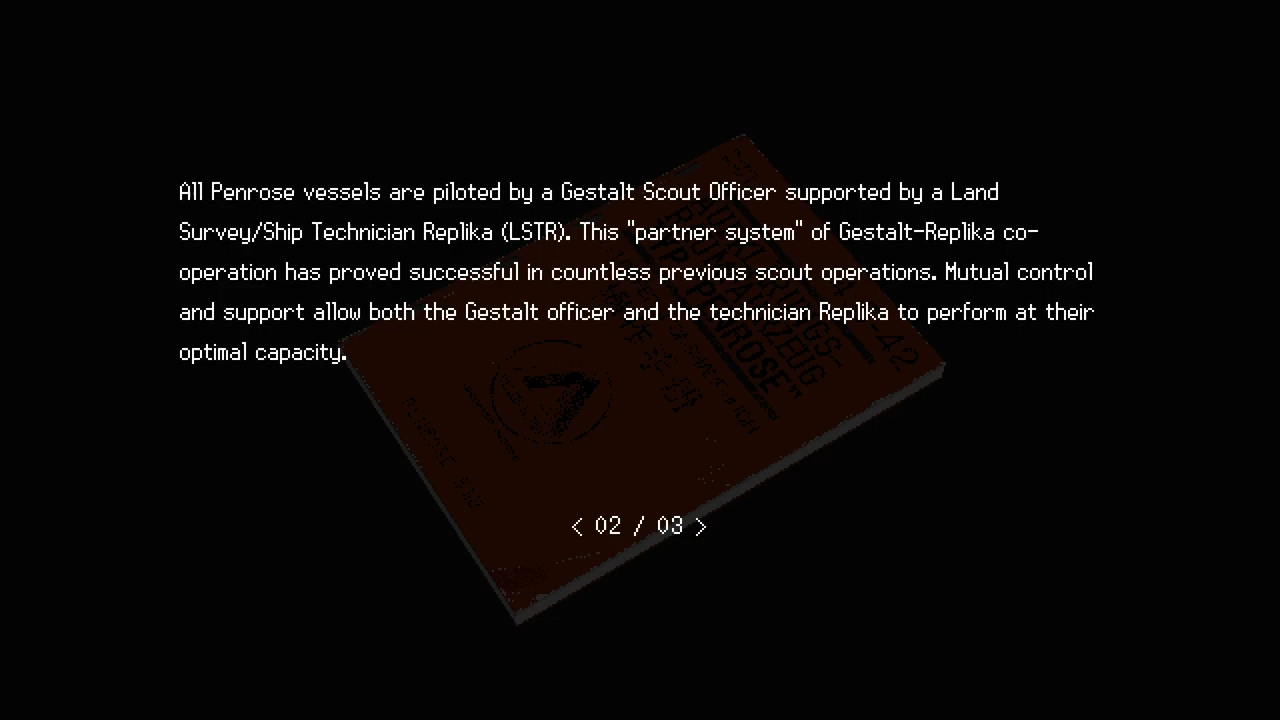 All Penrose vessels are piloted by a Gestalt Scout Officer supported by a Land
Survey/Ship Technician Replika (LSTR). This "partner system" of Gestalt-Replika co-
operation has proved successful in countless previous scout operations. Mutual control
and support allow both the Gestalt officer and the technician Replika to perform at their
optimal capacity.
< 02 / 03 >